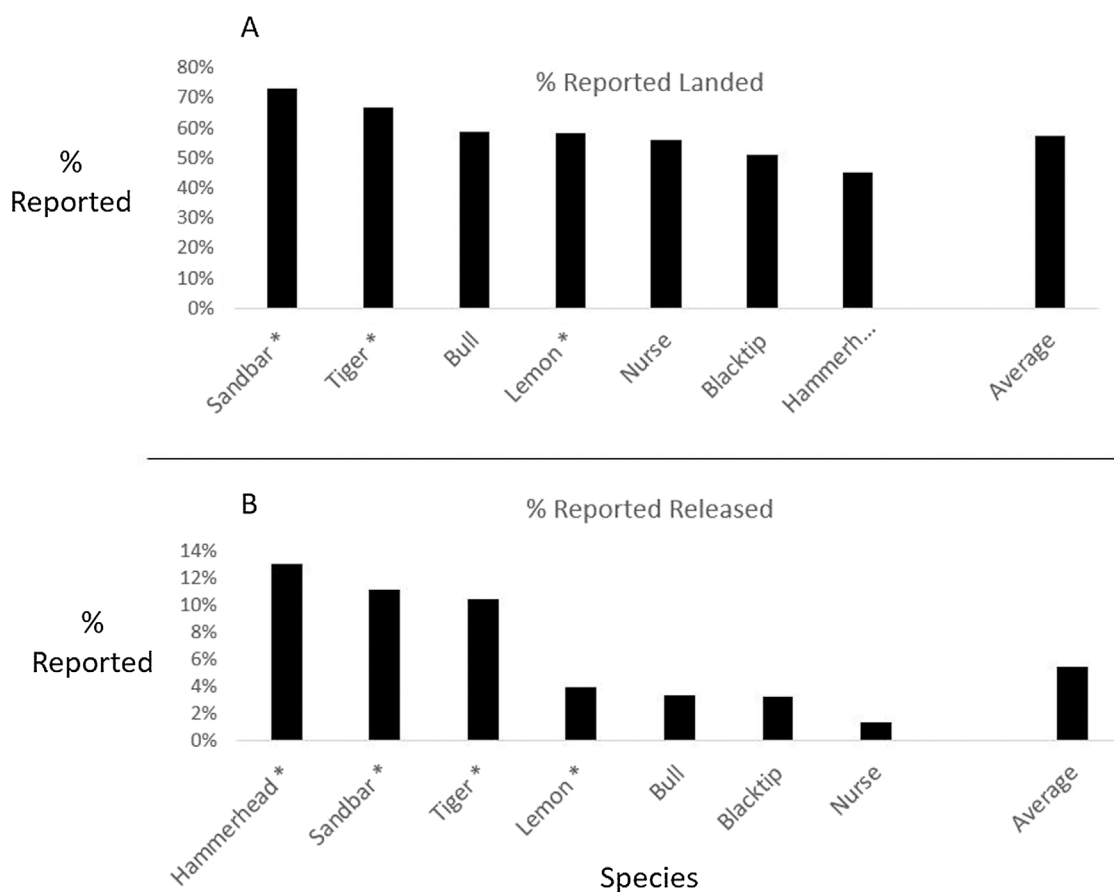 A
% Reported Landed
80%
70%
60%
50%
40%
30%
20%
10%
0%
%
Reported
Sandbar *
Tiger *
Bull
Lemon *
Nurse
Blacktip
Hammerh...
Average
B
% Reported Released
14%
12%
10%
8%
6%
4%
2%
0%
%
Reported
Hammerhead *
Sandbar *
Tiger *
Lemon *
Bull
Blacktip
Nurse
Average
Species